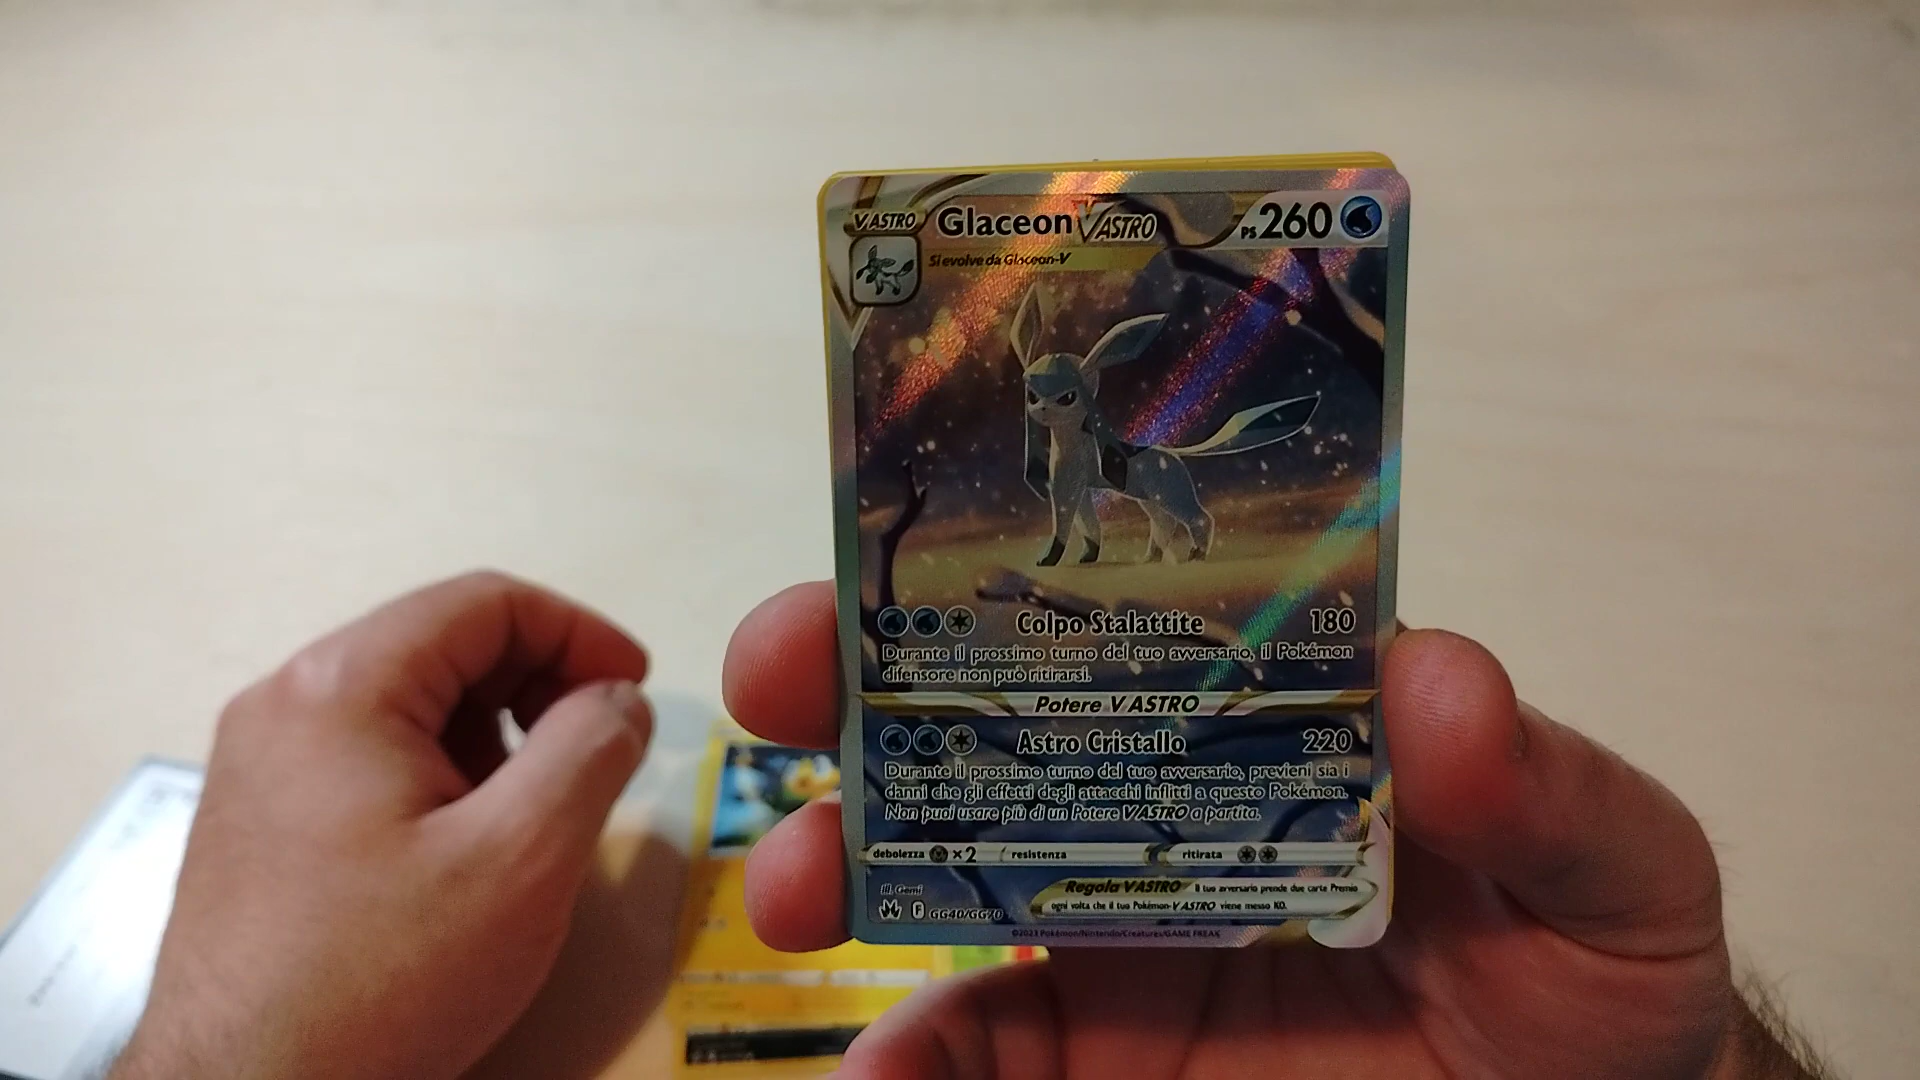 V ASTRO
Glaceon VASTRO
PS 260
Si evolve da Glaceon-V
Colpo Stalattite 180
Durante il prossimo turno del tuo avversario, il Pokémon
difensore non può ritirarsi.
Potere V ASTRO
Astro Cristallo 220
Durante il prossimo turno del tuo avversario, previeni sia i
danni che gli effetti degli attacchi inflitti a questo Pokémon.
Non puoi usare più di un Potere V ASTRO a partita.
debolezza ×2 resistenza ritirata
Ill. Gemi
Regola V ASTRO Il tuo avversario prende due carte Premio
ogni volta che il tuo Pokémon-V ASTRO viene messo KO.
F GG40/GG70
©2023 Pokémon/Nintendo/Creatures/GAME FREAK